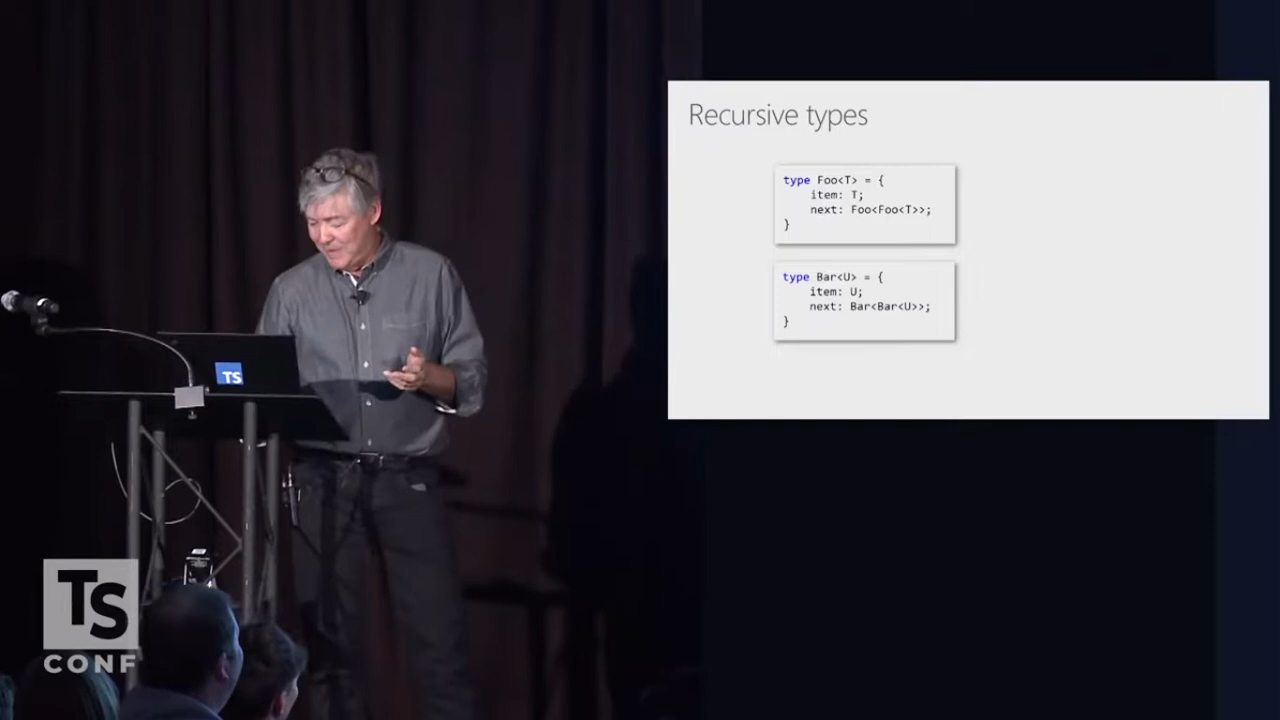 Recursive types
type Foo<T> = {
    item: T;
    next: Foo<Foo<T>>;
}
type Bar<U> = {
    item: U;
    next: Bar<Bar<U>>;
}
TS
TS
CONF